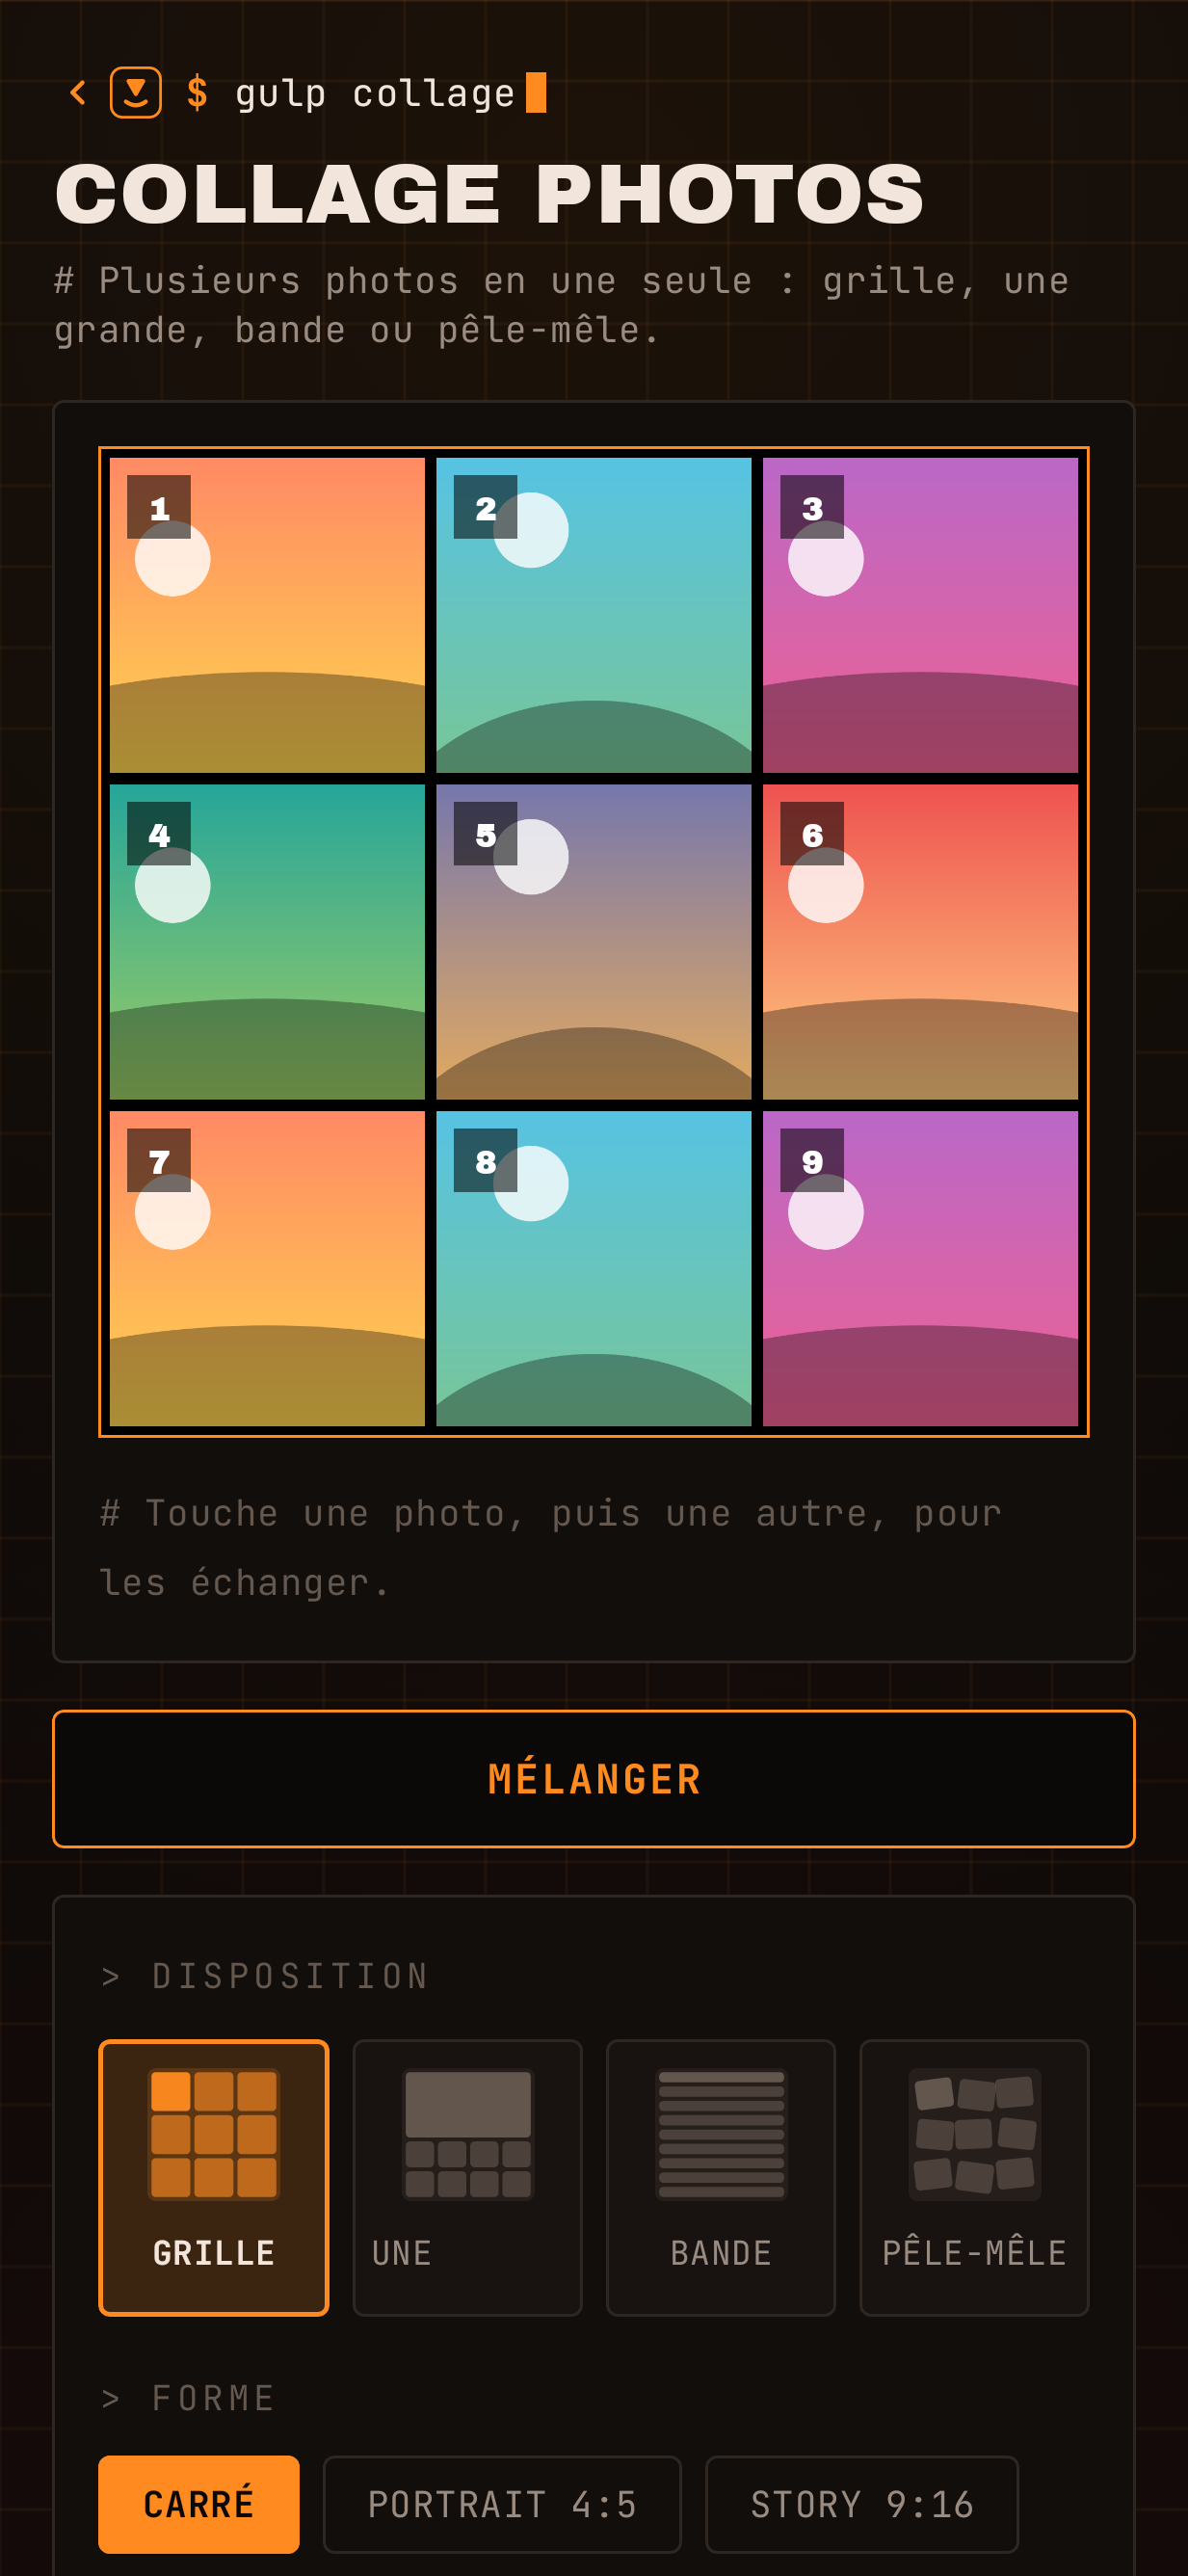 $ gulp collage
COLLAGE PHOTOS
# Plusieurs photos en une seule : grille, une
grande, bande ou pêle-mêle.
1 2 3
4 5 6
7 8 9
# Touche une photo, puis une autre, pour
les échanger.
MÉLANGER
> DISPOSITION
GRILLE UNE BANDE PÊLE-MÊLE
> FORME
CARRÉ PORTRAIT 4:5 STORY 9:16